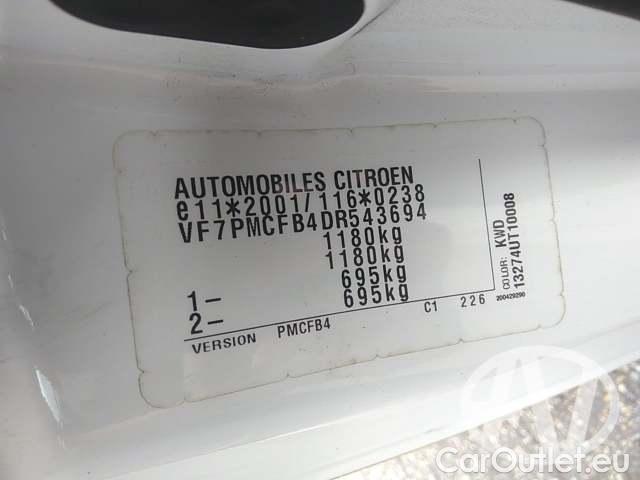 AUTOMOBILES CITROEN
e11*2001/116*0238
VF7PMCFB4DR543694
1180kg
1180kg
1- 695kg
2- 695kg
VERSION PMCFB4 C1 226
COLOR: KWD
13274UT10008
200429290
CarOutlet.eu